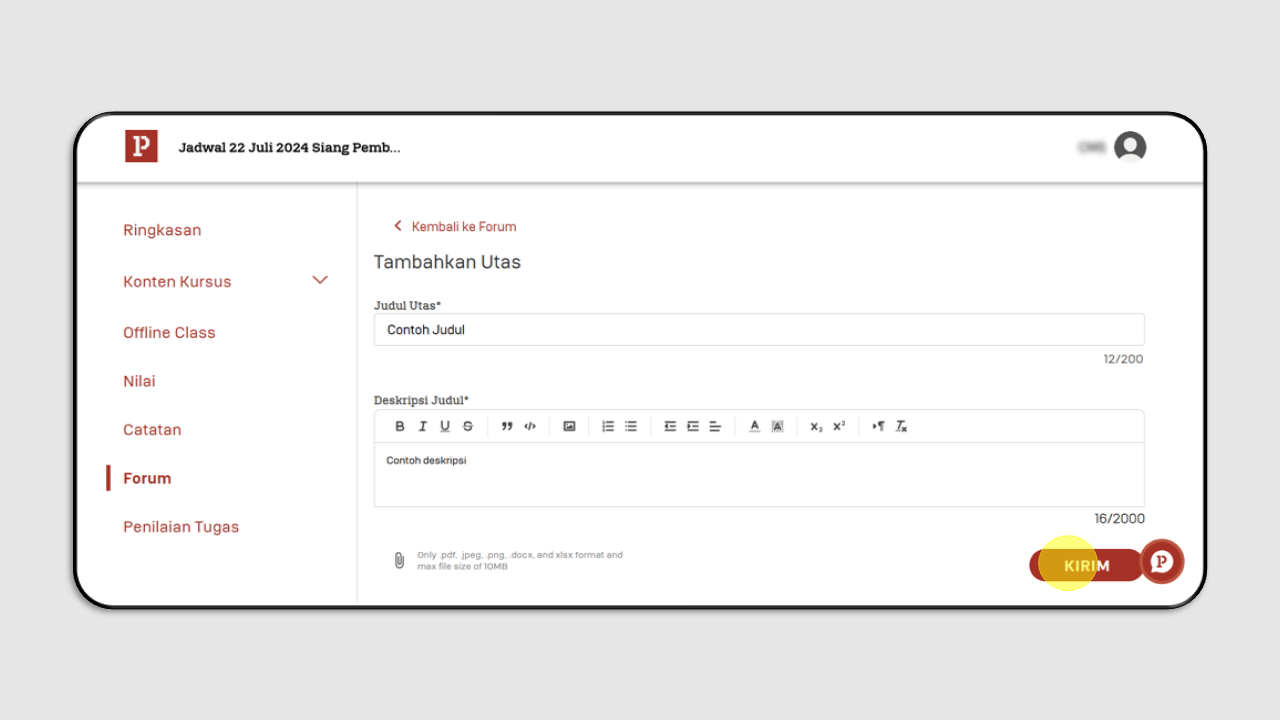 P
Jadwal 22 Juli 2024 Siang Pemb...
Ringkasan
Konten Kursus
Offline Class
Nilai
Catatan
Forum
Penilaian Tugas
Kembali ke Forum
Tambahkan Utas
Judul Utas*
Contoh Judul
12/200
Deskripsi Judul*
B I U S
A A X₂ X²
Contoh deskripsi
16/2000
Only .pdf, .jpeg, .png, .docx, and xlsx format and
max file size of 10MB
KIRIM
P